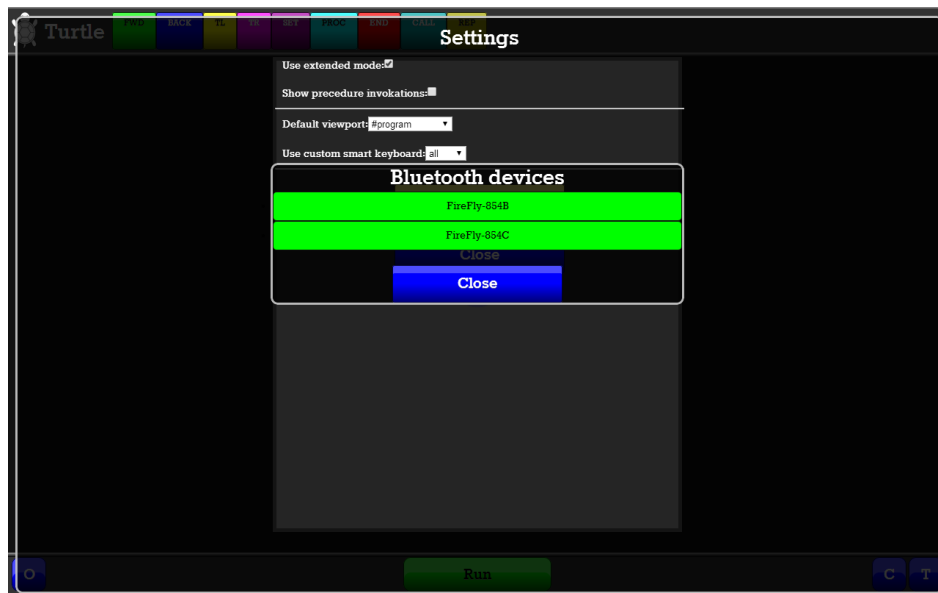 Turtle
FWD BACK TL TR SET PROC END CALL REP
Settings
Use extended mode:
Show precedure invokations:
Default viewport: #program
Use custom smart keyboard: all
Bluetooth devices
FireFly-854B
FireFly-854C
Close
Close
O Run C T